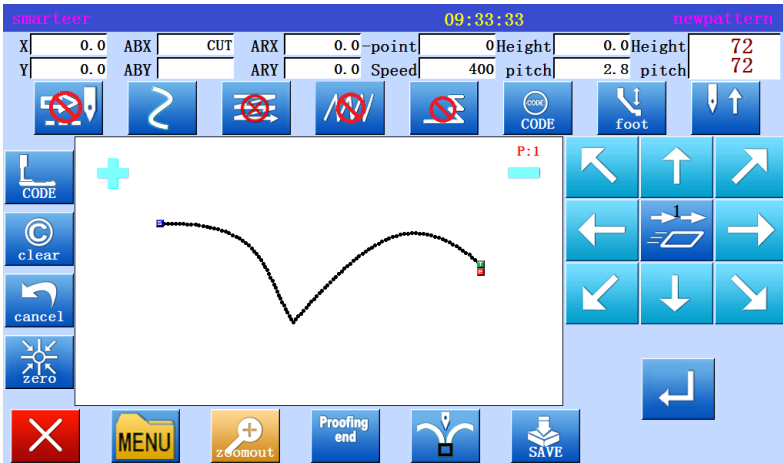 smarteer 09:33:33 newpattern
X 0.0 ABX CUT ARX 0.0 -point 0 Height 0.0 Height 72
Y 0.0 ABY ARY 0.0 Speed 400 pitch 2.8 pitch 72
CODE
CODE
foot
P:1
CODE
1
C
clear
cancel
zero
MENU
zoomout
Proofing
end
SAVE